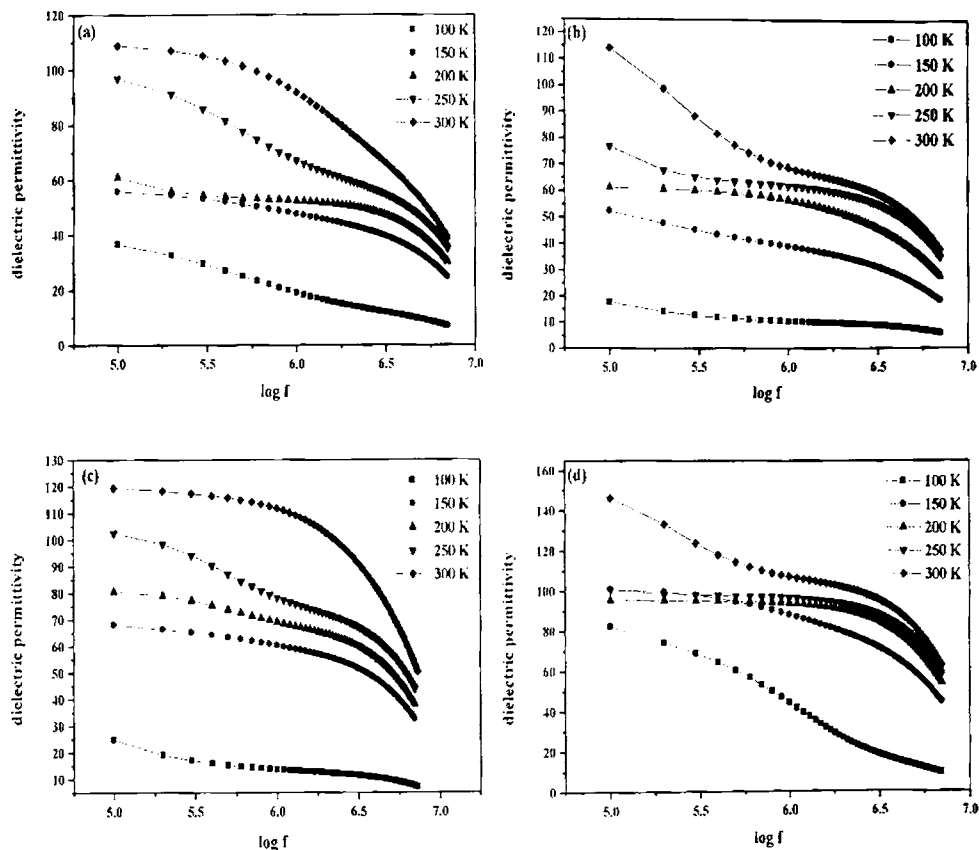 (a)
100 K
150 K
200 K
250 K
300 K
120
100
80
60
40
20
0
dielectric permittivity
5.0
5.5
6.0
6.5
7.0
log f
(b)
100 K
150 K
200 K
250 K
300 K
120
110
100
90
80
70
60
50
40
30
20
10
0
dielectric permittivity
5.0
5.5
6.0
6.5
7.0
log f
(c)
100 K
150 K
200 K
250 K
300 K
130
120
110
100
90
80
70
60
50
40
30
20
10
dielectric permittivity
5.0
5.5
6.0
6.5
7.0
log f
(d)
100 K
150 K
200 K
250 K
300 K
160
140
120
100
80
60
40
20
0
dielectric permittivity
5.0
5.5
6.0
6.5
7.0
log f